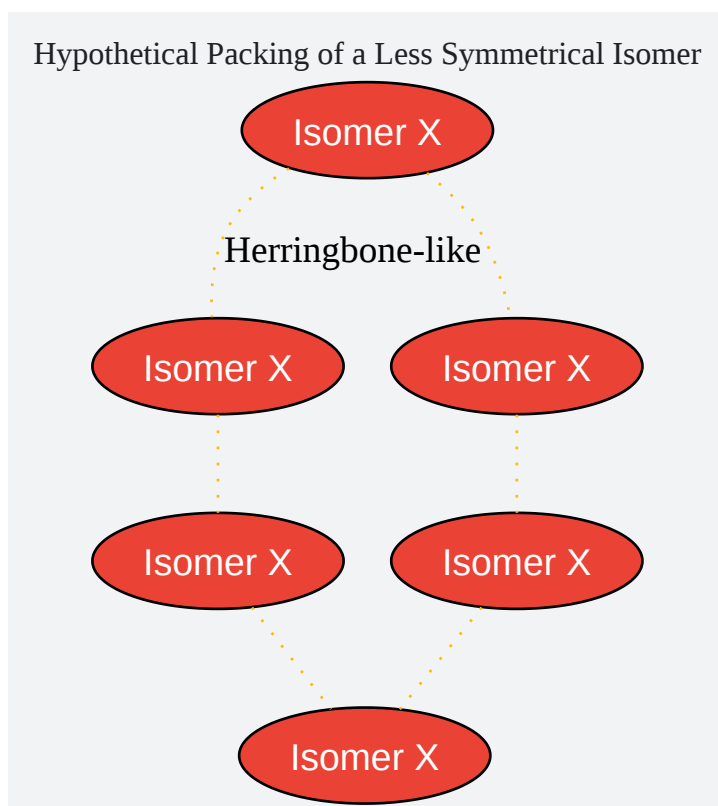 Hypothetical Packing of a Less Symmetrical Isomer
Isomer X
Herringbone-like
Isomer X
Isomer X
Isomer X
Isomer X
Isomer X